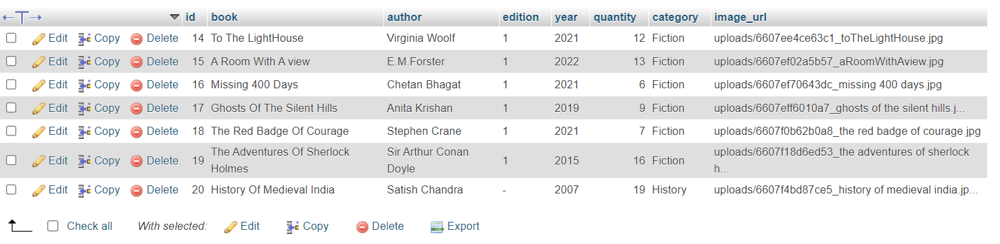 id book author edition year quantity category image_url
Edit Copy Delete 14 To The LightHouse Virginia Woolf 1 2021 12 Fiction uploads/6607ee4ce63c1_toTheLightHouse.jpg
Edit Copy Delete 15 A Room With A view E.M.Forster 1 2022 13 Fiction uploads/6607ef02a5b57_aRoomWithAview.jpg
Edit Copy Delete 16 Missing 400 Days Chetan Bhagat 1 2021 6 Fiction uploads/6607ef70643dc_missing 400 days.jpg
Edit Copy Delete 17 Ghosts Of The Silent Hills Anita Krishan 1 2019 9 Fiction uploads/6607eff6010a7_ghosts of the silent hills.j...
Edit Copy Delete 18 The Red Badge Of Courage Stephen Crane 1 2021 7 Fiction uploads/6607f0b62b0a8_the red badge of courage.jpg
Edit Copy Delete 19 The Adventures Of Sherlock
Holmes
Sir Arthur Conan
Doyle
1 2015 16 Fiction uploads/6607f18d6ed53_the adventures of sherlock
h...
Edit Copy Delete 20 History Of Medieval India Satish Chandra - 2007 19 History uploads/6607f4bd87ce5_history of medieval india.jp...
Check all With selected: Edit Copy Delete Export